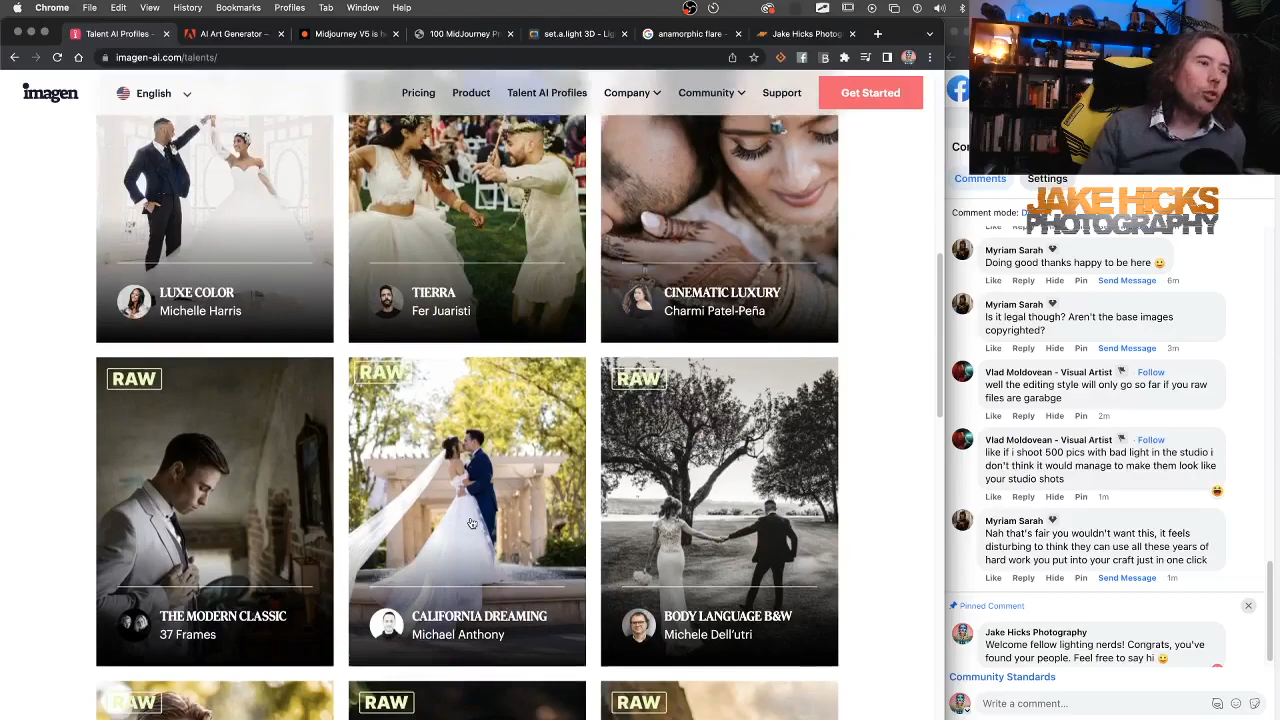 Chrome File Edit View History Bookmarks Profiles Tab Window Help
Talent AI Profiles -
AI Art Generator –
Midjourney V5 is h
100 MidJourney Pr
set.a.light 3D - Lig
anamorphic flare -
Jake Hicks Photog
imagen-ai.com/talents/
imagen
English
Pricing
Product
Talent AI Profiles
Company
Community
Support
Get Started
LUXE COLOR
Michelle Harris
TIERRA
Fer Juaristi
CINEMATIC LUXURY
Charmi Patel-Peña
RAW
THE MODERN CLASSIC
37 Frames
RAW
CALIFORNIA DREAMING
Michael Anthony
RAW
BODY LANGUAGE B&W
Michele Dell'utri
RAW
RAW
RAW
Comments
Settings
JAKE HICKS
PHOTOGRAPHY
Comment mode:
Myriam Sarah
Doing good thanks happy to be here
Like Reply Hide Pin Send Message 6m
Myriam Sarah
Is it legal though? Aren't the base images
copyrighted?
Like Reply Hide Pin Send Message 3m
Vlad Moldovean - Visual Artist · Follow
well the editing style will only go so far if you raw
files are garabge
Like Reply Hide Pin 2m
Vlad Moldovean - Visual Artist · Follow
like if i shoot 500 pics with bad light in the studio i
don't think it would manage to make them look like
your studio shots
Like Reply Hide Pin 1m
Myriam Sarah
Nah that's fair you wouldn't want this, it feels
disturbing to think they can use all these years of
hard work you put into your craft just in one click
Like Reply Hide Pin Send Message 1m
Pinned Comment
Jake Hicks Photography
Welcome fellow lighting nerds! Congrats, you've
found your people. Feel free to say hi
Community Standards
Write a comment…